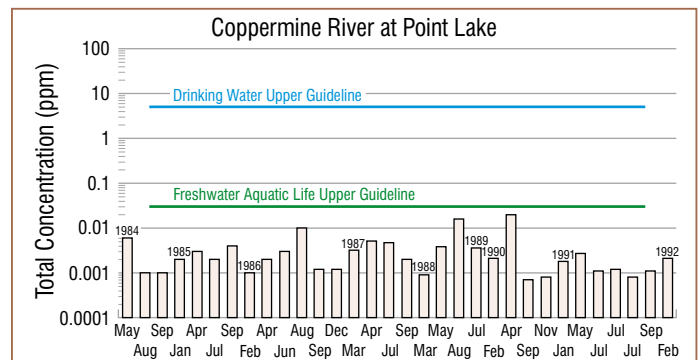 Coppermine River at Point Lake
Total Concentration (ppm)
100
10
1
0.1
0.01
0.001
0.0001
Drinking Water Upper Guideline
Freshwater Aquatic Life Upper Guideline
1984
1985
1986
1987
1988
1989
1990
1991
1992
May Sep Apr Sep Apr Aug Dec Apr Sep May Jul Apr Nov May Jul Sep
Aug Jan Jul Feb Jun Sep Mar Jul Mar Aug Feb Sep Jan Jul Jul Feb